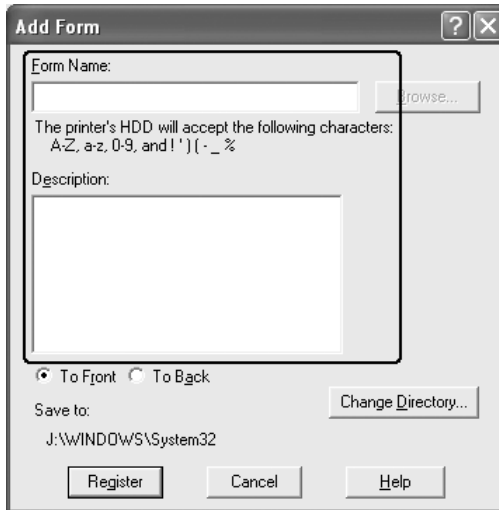 Add Form
Form Name:
Browse...
The printer's HDD will accept the following characters:
A-Z, a-z, 0-9, and ! ' ) ( - _ %
Description:
To Front To Back
Change Directory...
Save to:
J:\WINDOWS\System32
Register Cancel Help